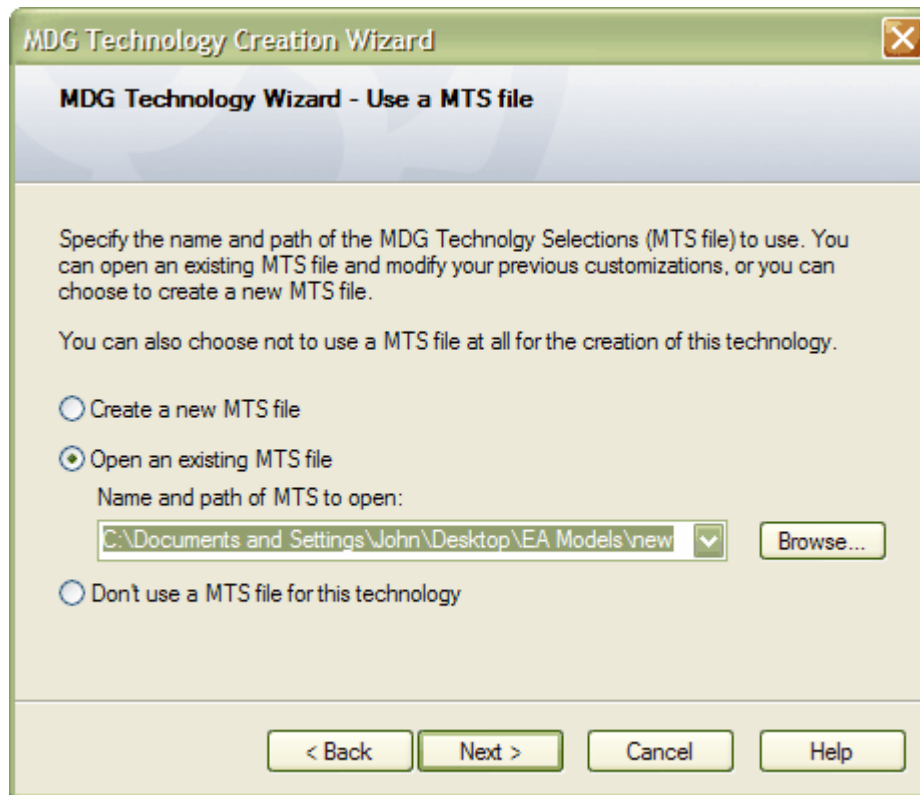 MDG Technology Creation Wizard
MDG Technology Wizard - Use a MTS file
Specify the name and path of the MDG Technolgy Selections (MTS file) to use. You
can open an existing MTS file and modify your previous customizations, or you can
choose to create a new MTS file.
You can also choose not to use a MTS file at all for the creation of this technology.
Create a new MTS file
Open an existing MTS file
Name and path of MTS to open:
C:\Documents and Settings\John\Desktop\EA Models\new
Browse...
Don't use a MTS file for this technology
< Back
Next >
Cancel
Help